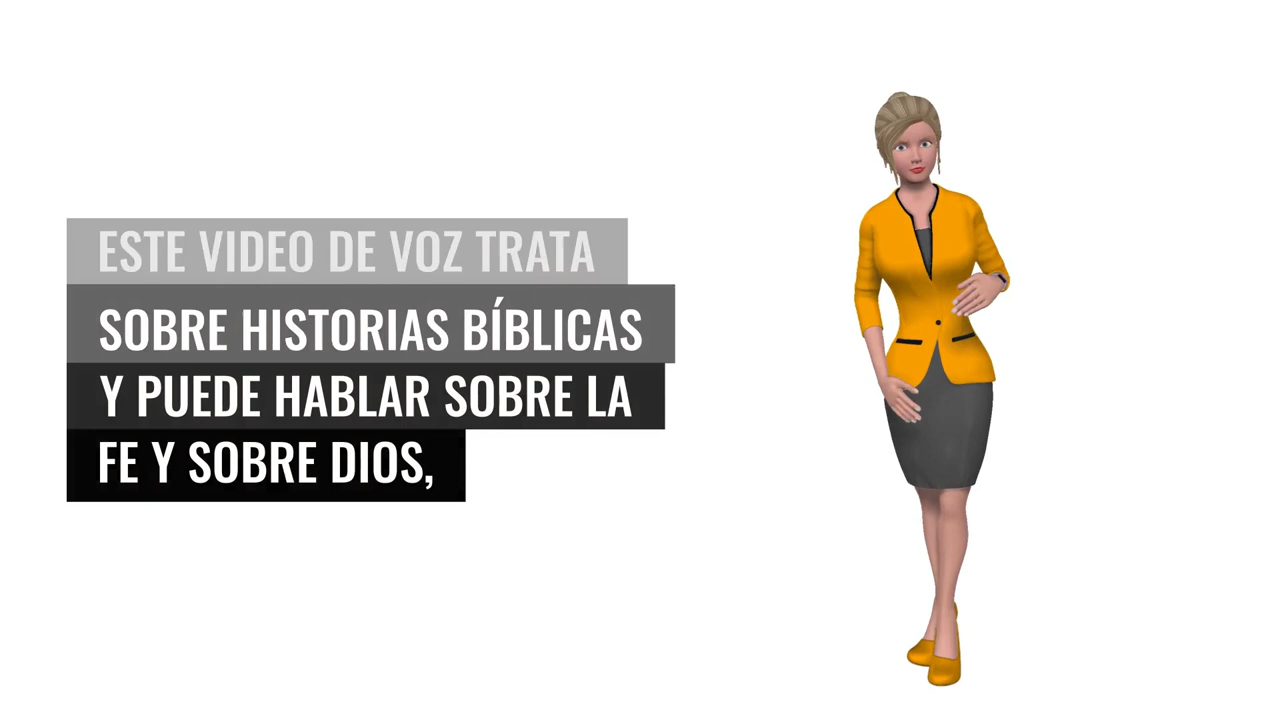 ESTE VIDEO DE VOZ TRATA
SOBRE HISTORIAS BÍBLICAS
Y PUEDE HABLAR SOBRE LA
FE Y SOBRE DIOS,